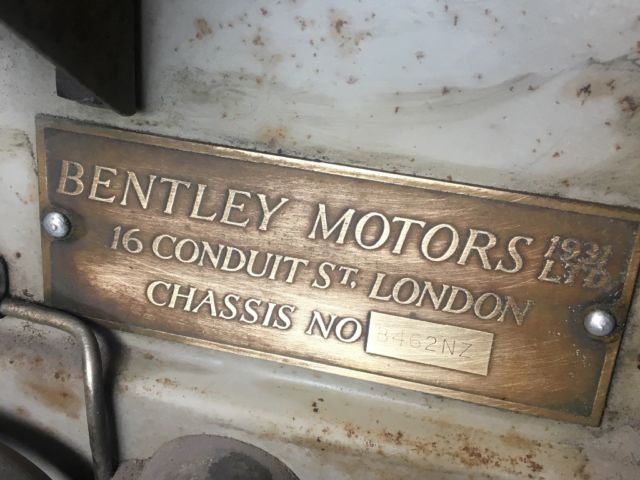 BENTLEY MOTORS 1931 LTD.
16 CONDUIT ST, LONDON
CHASSIS NO B462NZ